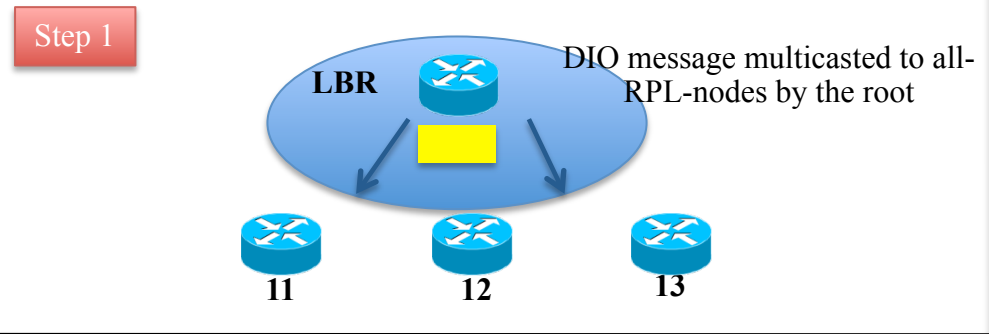 Step 1
DIO message multicasted to all-
RPL-nodes by the root
LBR
11
12
13